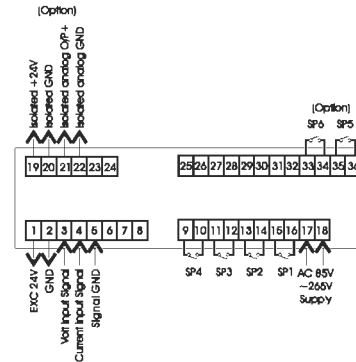 (Option)
Isolated +24V
Isolated GND
Isolated analog O/P+
Isolated analog GND
(Option)
SP6 SP5
19 20 21 22 23 24
25 26 27 28 29 30 31 32 33 34 35 36
1 2 3 4 5 6 7 8
9 10 11 12 13 14 15 16 17 18
EXC 24V
GND
Volt Input Signal
Current Input Signal
Signal GND
SP4 SP3 SP2 SP1
AC 85V
~265V
Supply